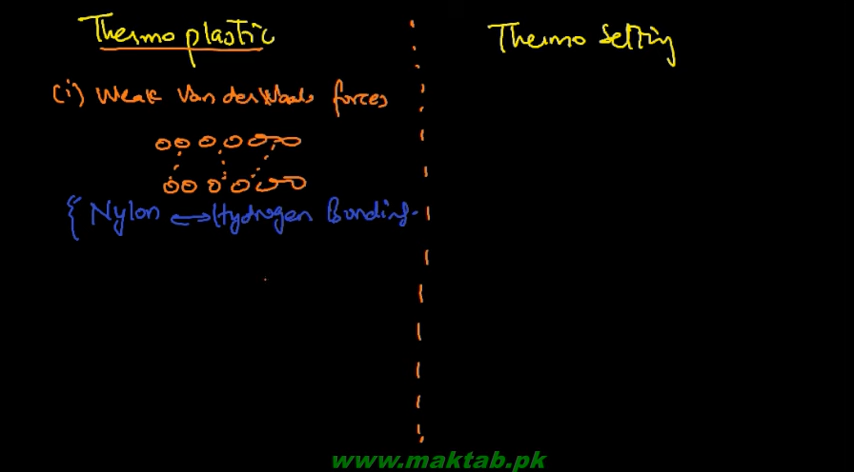 Thermoplastic
Thermo Setting
(i) Weak Van der Waals forces
{ Nylon ↔ Hydrogen Bonding.
www.maktab.pk